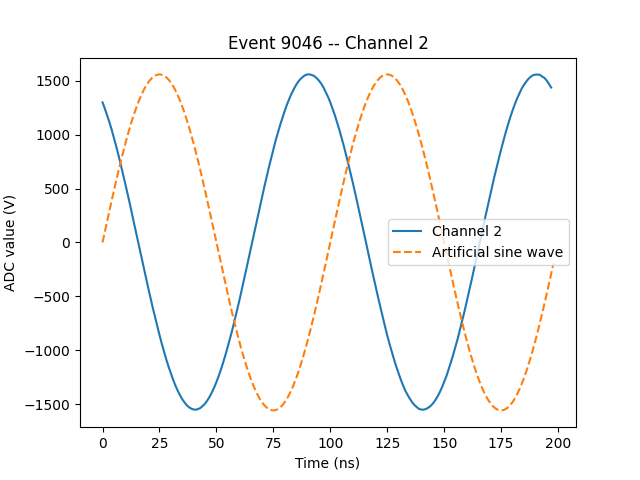 Event 9046 -- Channel 2
ADC value (V)
1500
1000
500
0
−500
−1000
−1500
Channel 2
Artificial sine wave
0 25 50 75 100 125 150 175 200
Time (ns)